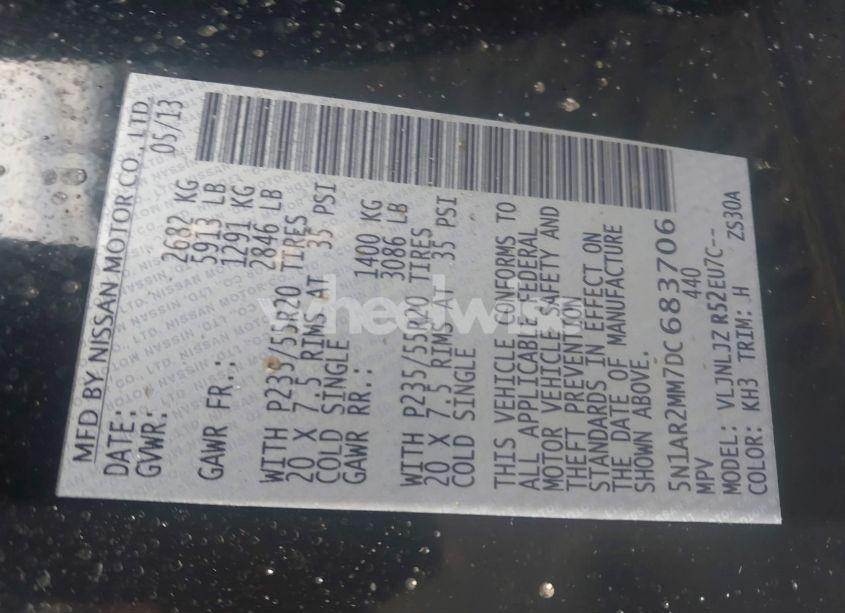 MFD BY NISSAN MOTOR CO., LTD.
DATE: 05/13
GVWR: 2682 KG
5913 LB
GAWR FR.: 1291 KG
2846 LB
WITH P235/55R20 TIRES
20 X 7.5 RIMS AT
COLD SINGLE 35 PSI
GAWR RR.: 1400 KG
3086 LB
WITH P235/55R20 TIRES
20 X 7.5 RIMS AT
COLD SINGLE 35 PSI
THIS VEHICLE CONFORMS TO
ALL APPLICABLE FEDERAL
MOTOR VEHICLE SAFETY AND
THEFT PREVENTION
STANDARDS IN EFFECT ON
THE DATE OF MANUFACTURE
SHOWN ABOVE.
5N1AR2MM7DC683706
MPV 440
MODEL: VLJNLJZ R52EU7C--
COLOR: KH3 TRIM: H ZS30A
wheelwise